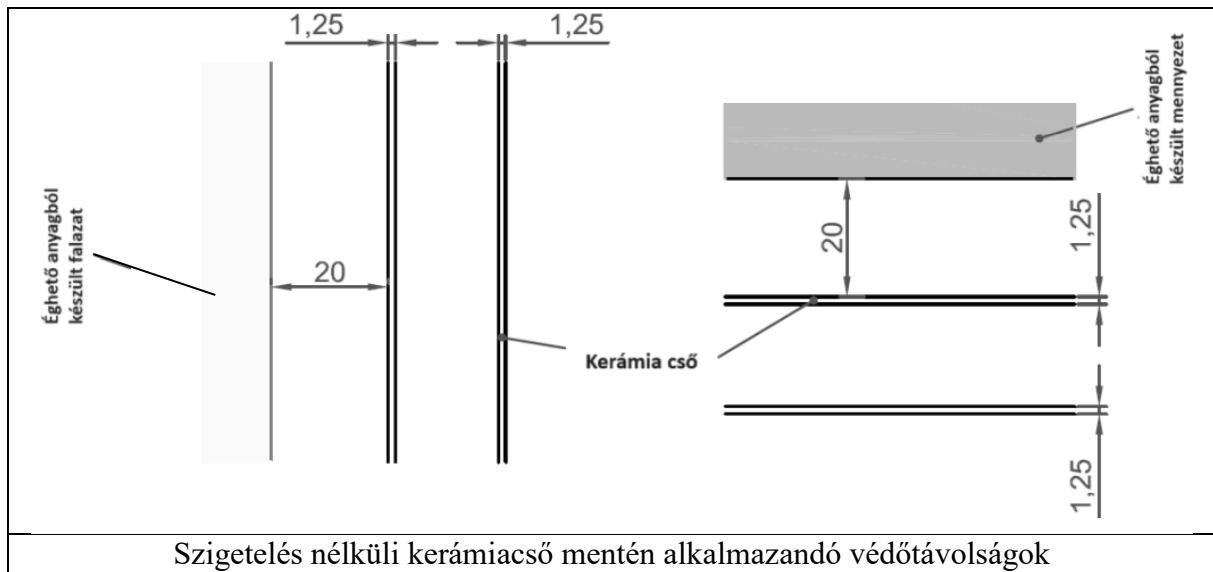 1,25
1,25
Éghető anyagból
készült falazat
20
Kerámia cső
Éghető anyagból
készült mennyezet
20
1,25
1,25
Szigetelés nélküli kerámiacső mentén alkalmazandó védőtávolságok